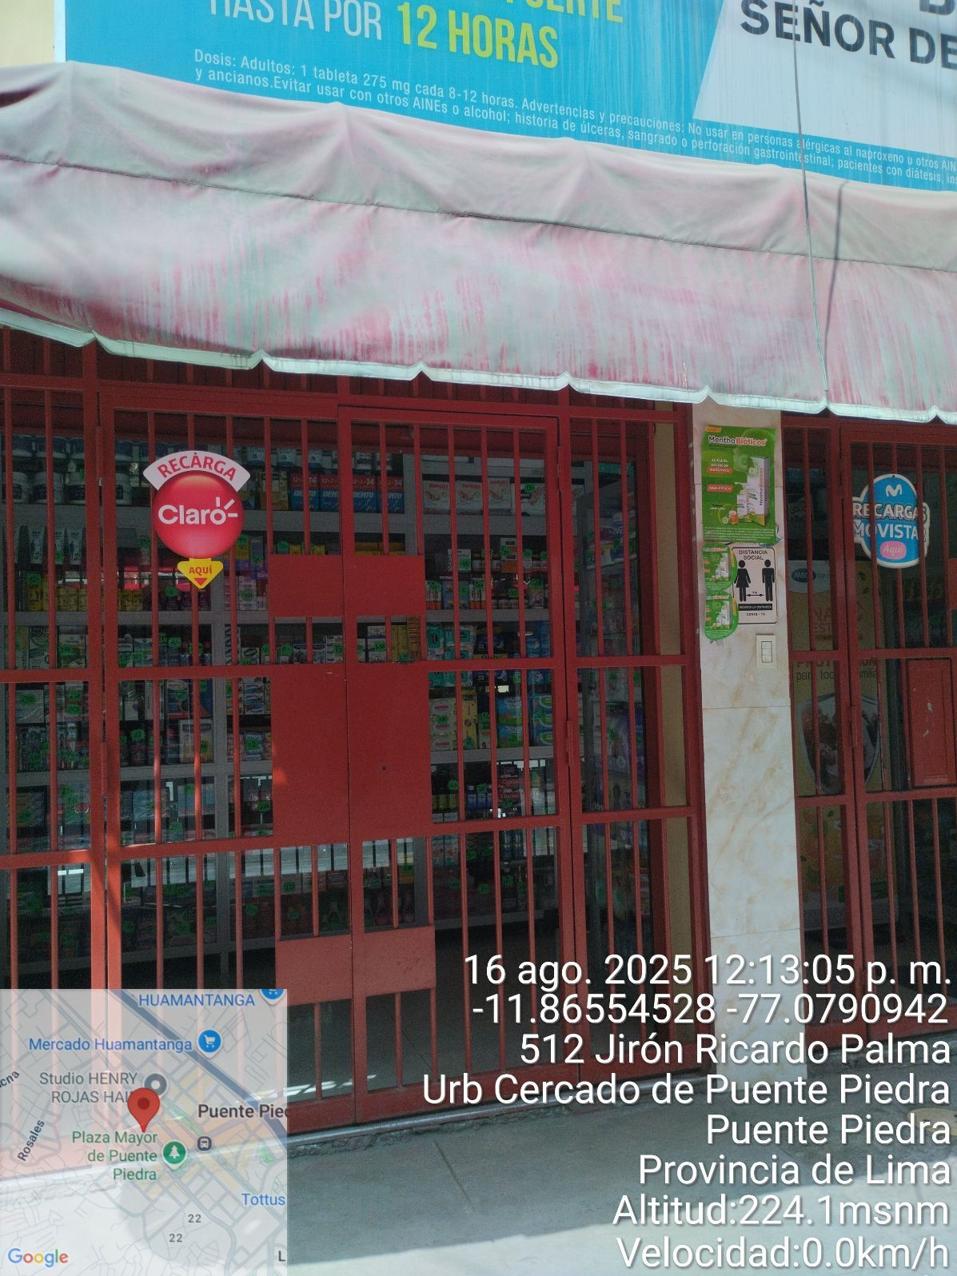 HASTA POR 12 HORAS
Dosis: Adultos: 1 tableta 275 mg cada 8-12 horas. Advertencias y precauciones: No usar en personas alérgicas al naproxeno u otros AIN
y ancianos.Evitar usar con otros AINEs o alcohol; historia de úlceras, sangrado o perforación gastrointestinal; pacientes con diátesis,
SEÑOR DE
RECARGA
Claro
AQUÍ
DISTANCIA
SOCIAL
RECARGA
MOVISTA
Aquí
16 ago. 2025 12:13:05 p. m.
-11.86554528 -77.0790942
512 Jirón Ricardo Palma
Urb Cercado de Puente Piedra
Puente Piedra
Provincia de Lima
Altitud:224.1msnm
Velocidad:0.0km/h
HUAMANTANGA
Mercado Huamantanga
Studio HENRY
ROJAS HA
Puente Pie
Rosales
Plaza Mayor
de Puente
Piedra
Tottus
22
22
Google